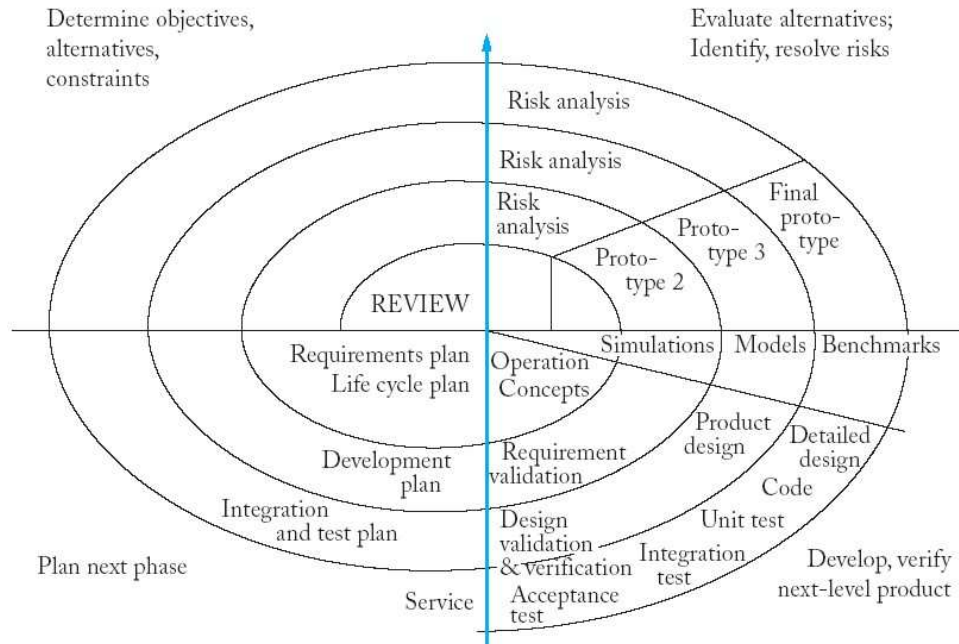 Determine objectives,
alternatives,
constraints
Evaluate alternatives;
Identify, resolve risks
Risk analysis
Risk analysis
Risk
analysis
Final
proto-
type
Proto-
type 3
Proto-
type 2
REVIEW
Simulations
Models
Benchmarks
Requirements plan
Life cycle plan
Operation
Concepts
Product
design
Detailed
design
Development
plan
Requirement
validation
Code
Integration
and test plan
Unit test
Design
validation
& verification
Integration
test
Plan next phase
Develop, verify
next-level product
Service
Acceptance
test